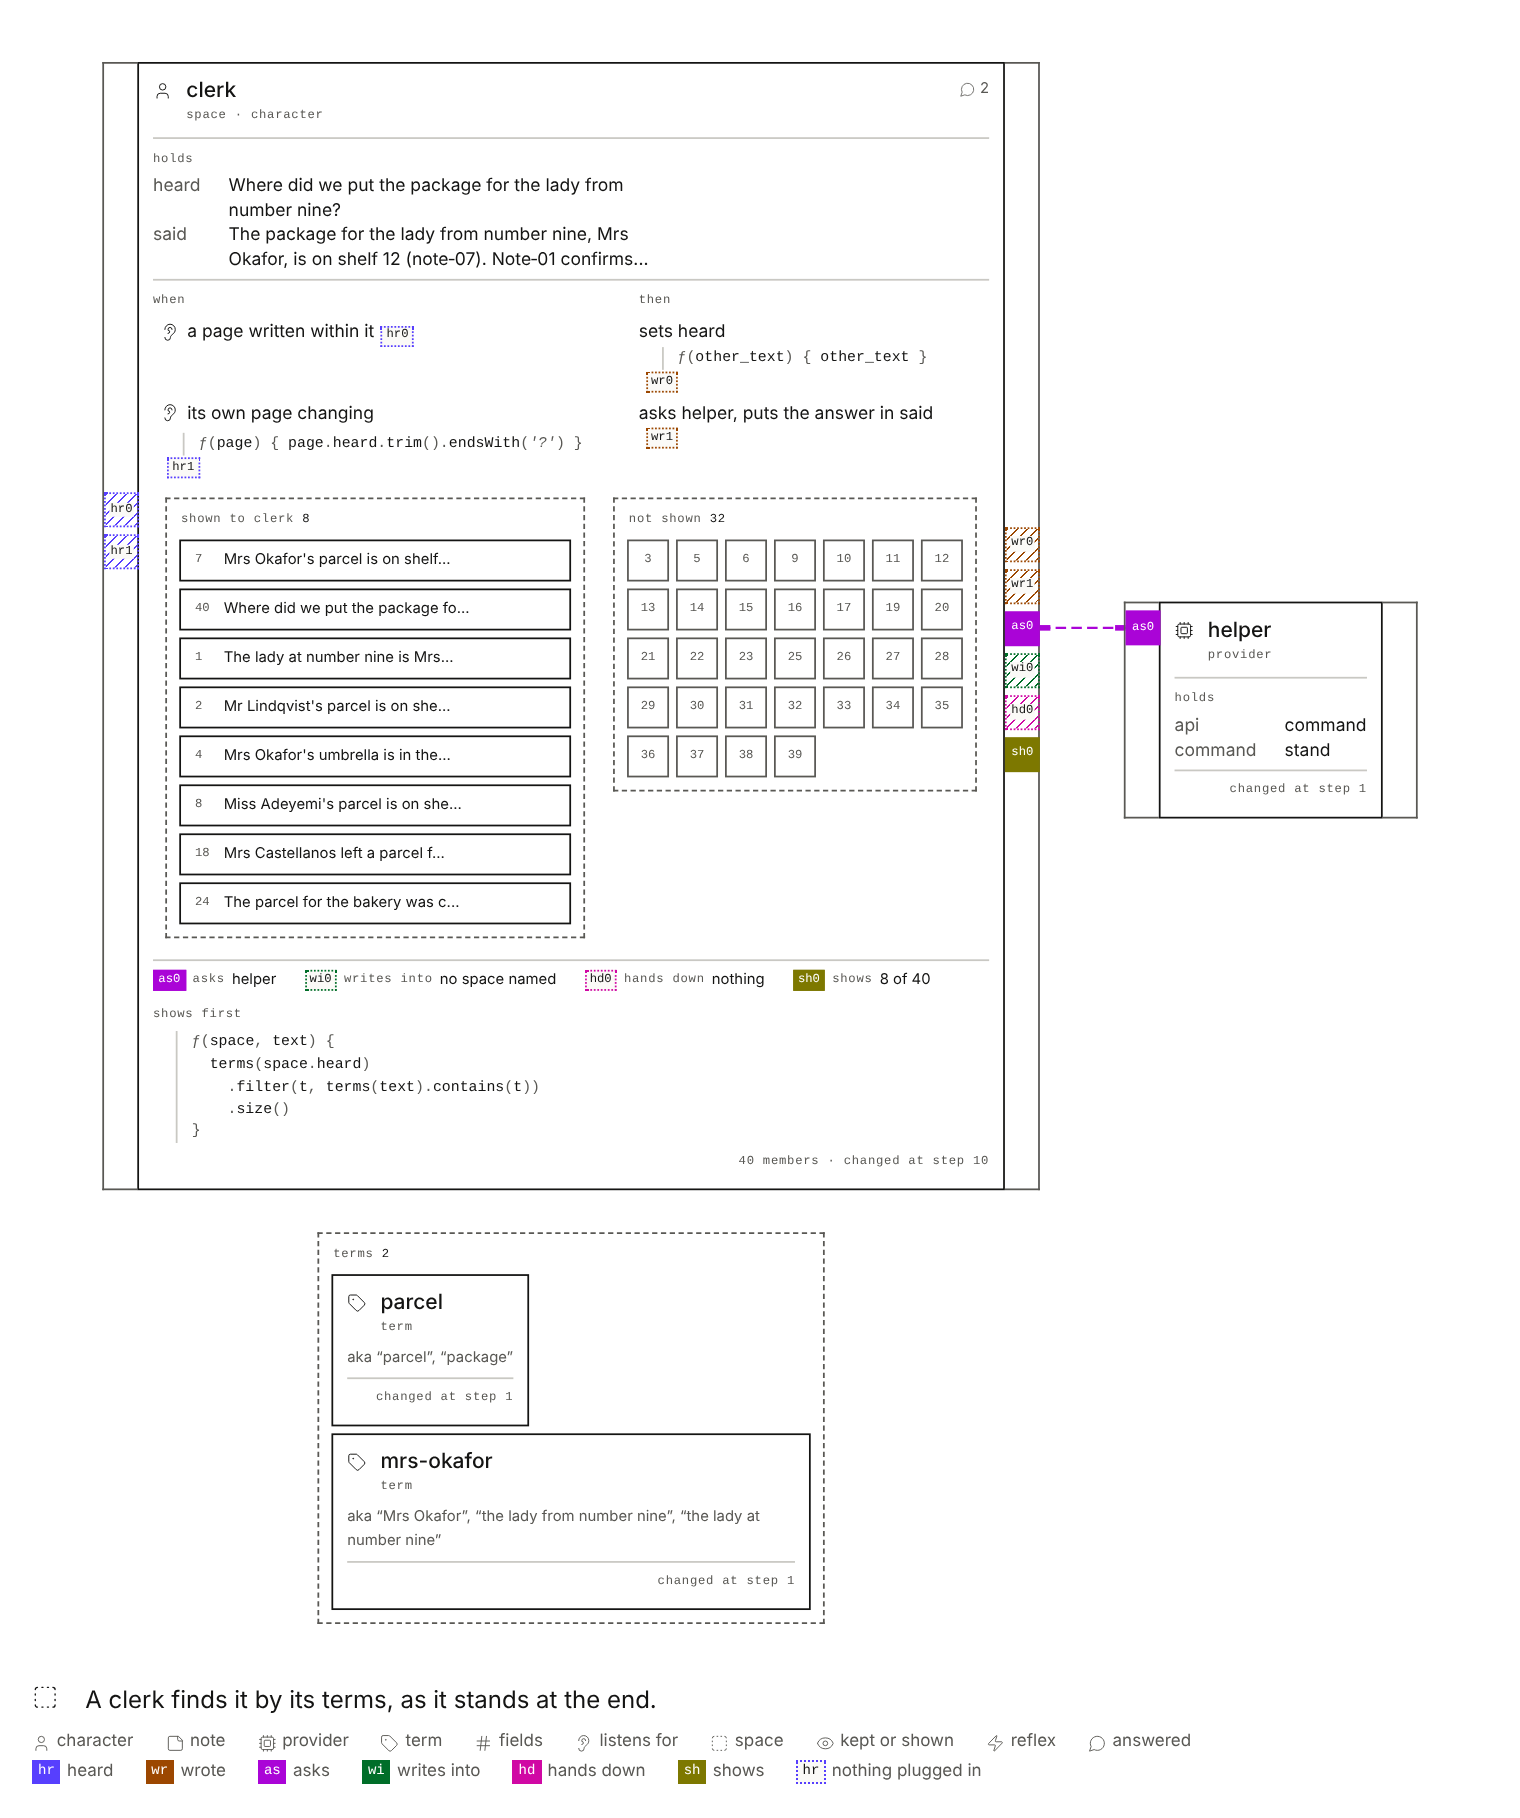 clerk
2
space · character
holds
heard Where did we put the package for the lady from
number nine?
said The package for the lady from number nine, Mrs
Okafor, is on shelf 12 (note-07). Note-01 confirms…
when then
a page written within it hr0 sets heard
ƒ(other_text) { other_text }
wr0
its own page changing asks helper, puts the answer in said
ƒ(page) { page.heard.trim().endsWith('?') } wr1
hr1
hr0
hr1
shown to clerk 8
7 Mrs Okafor's parcel is on shelf…
40 Where did we put the package fo…
1 The lady at number nine is Mrs…
2 Mr Lindqvist's parcel is on she…
4 Mrs Okafor's umbrella is in the…
8 Miss Adeyemi's parcel is on she…
18 Mrs Castellanos left a parcel f…
24 The parcel for the bakery was c…
not shown 32
3 5 6 9 10 11 12
13 14 15 16 17 19 20
21 22 23 25 26 27 28
29 30 31 32 33 34 35
36 37 38 39
wr0
wr1
as0
wi0
hd0
sh0
as0
helper
provider
holds
api command
command stand
changed at step 1
as0 asks helper wi0 writes into no space named hd0 hands down nothing sh0 shows 8 of 40
shows first
ƒ(space, text) {
terms(space.heard)
.filter(t, terms(text).contains(t))
.size()
}
40 members · changed at step 10
terms 2
parcel
term
aka “parcel”, “package”
changed at step 1
mrs-okafor
term
aka “Mrs Okafor”, “the lady from number nine”, “the lady at
number nine”
changed at step 1
A clerk finds it by its terms, as it stands at the end.
character note provider term fields listens for space kept or shown reflex answered
hr heard wr wrote as asks wi writes into hd hands down sh shows hr nothing plugged in